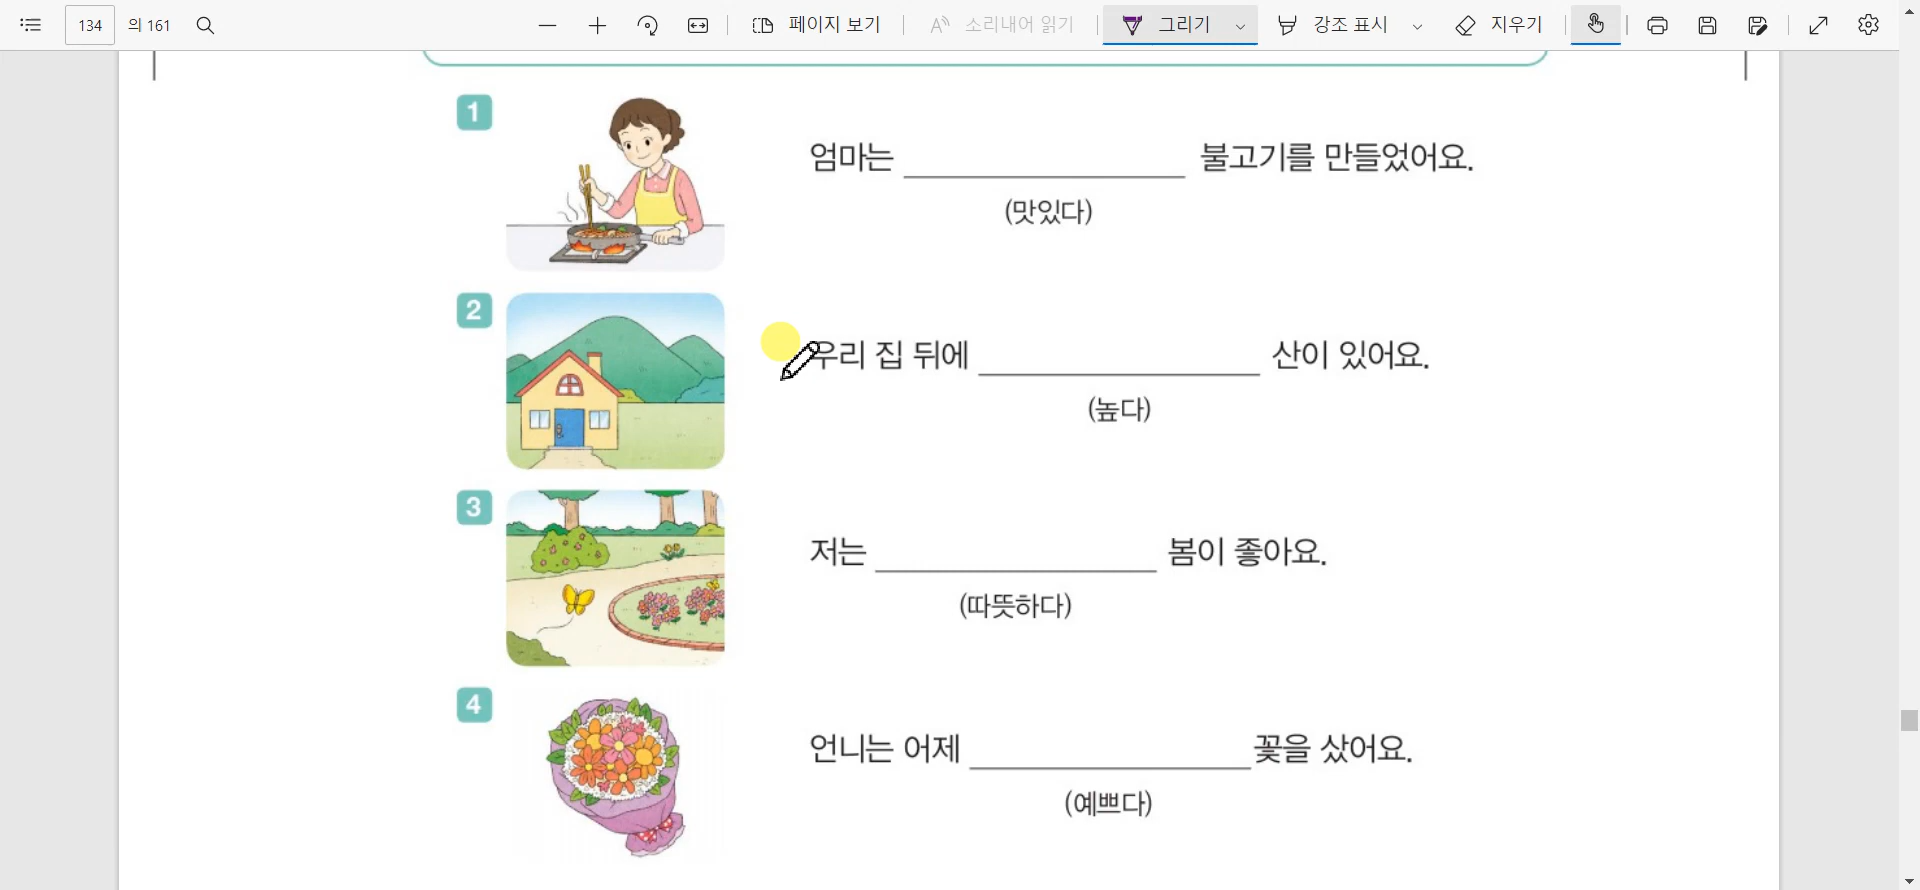 134 의 161 페이지 보기 A 소리내어 읽기 그리기 강조 표시 지우기
1
엄마는 ____________ 불고기를 만들었어요.
(맛있다)
2
우리 집 뒤에 ____________ 산이 있어요.
(높다)
3
저는 ____________ 봄이 좋아요.
(따뜻하다)
4
언니는 어제 ____________ 꽃을 샀어요.
(예쁘다)